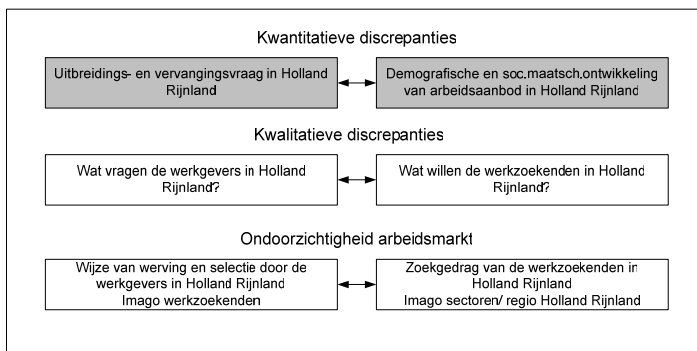 Kwantitatieve discrepanties
Uitbreidings- en vervangingsvraag in Holland
Rijnland
Demografische en soc.maatsch.ontwikkeling
van arbeidsaanbod in Holland Rijnland
Kwalitatieve discrepanties
Wat vragen de werkgevers in Holland
Rijnland?
Wat willen de werkzoekenden in Holland
Rijnland?
Ondoorzichtigheid arbeidsmarkt
Wijze van werving en selectie door de
werkgevers in Holland Rijnland
Imago werkzoekenden
Zoekgedrag van de werkzoekenden in
Holland Rijnland
Imago sectoren/ regio Holland Rijnland